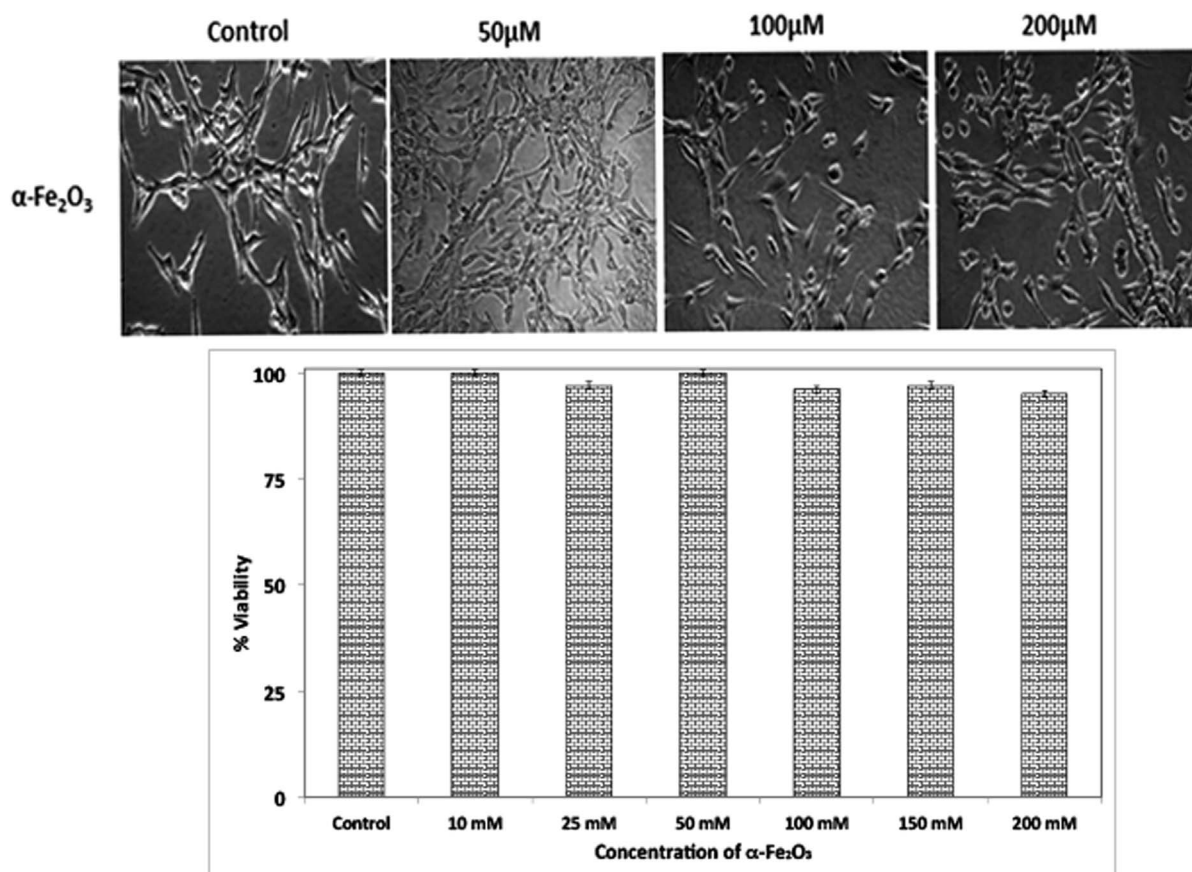 Control 50µM 100µM 200µM
α-Fe₂O₃
100
75
50
25
0
% Viability
Control 10 mM 25 mM 50 mM 100 mM 150 mM 200 mM
Concentration of α-Fe₂O₃